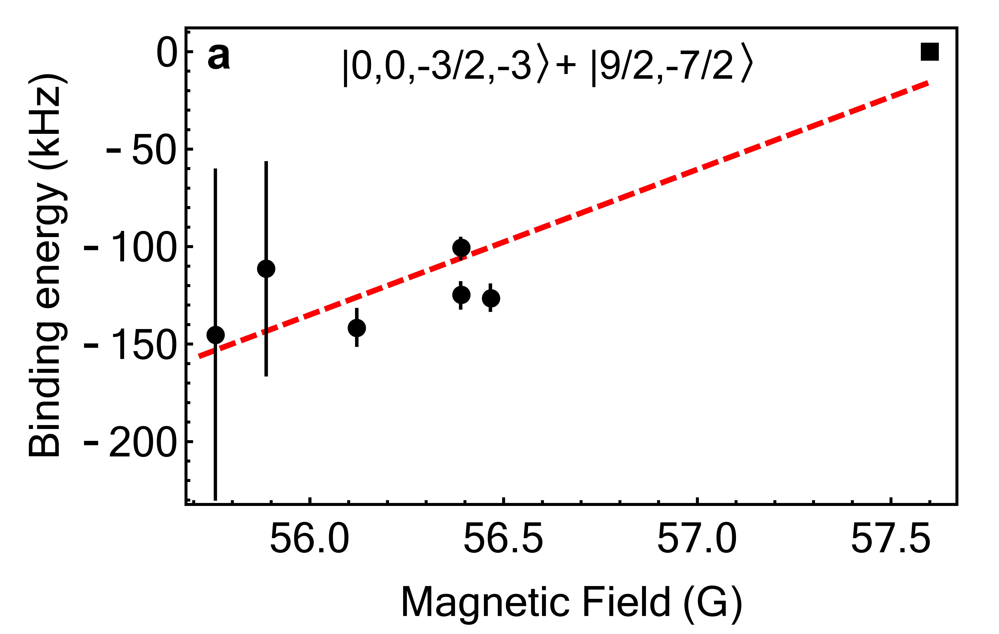 a
|0,0,-3/2,-3⟩+ |9/2,-7/2⟩
Binding energy (kHz)
0
- 50
- 100
- 150
- 200
56.0 56.5 57.0 57.5
Magnetic Field (G)